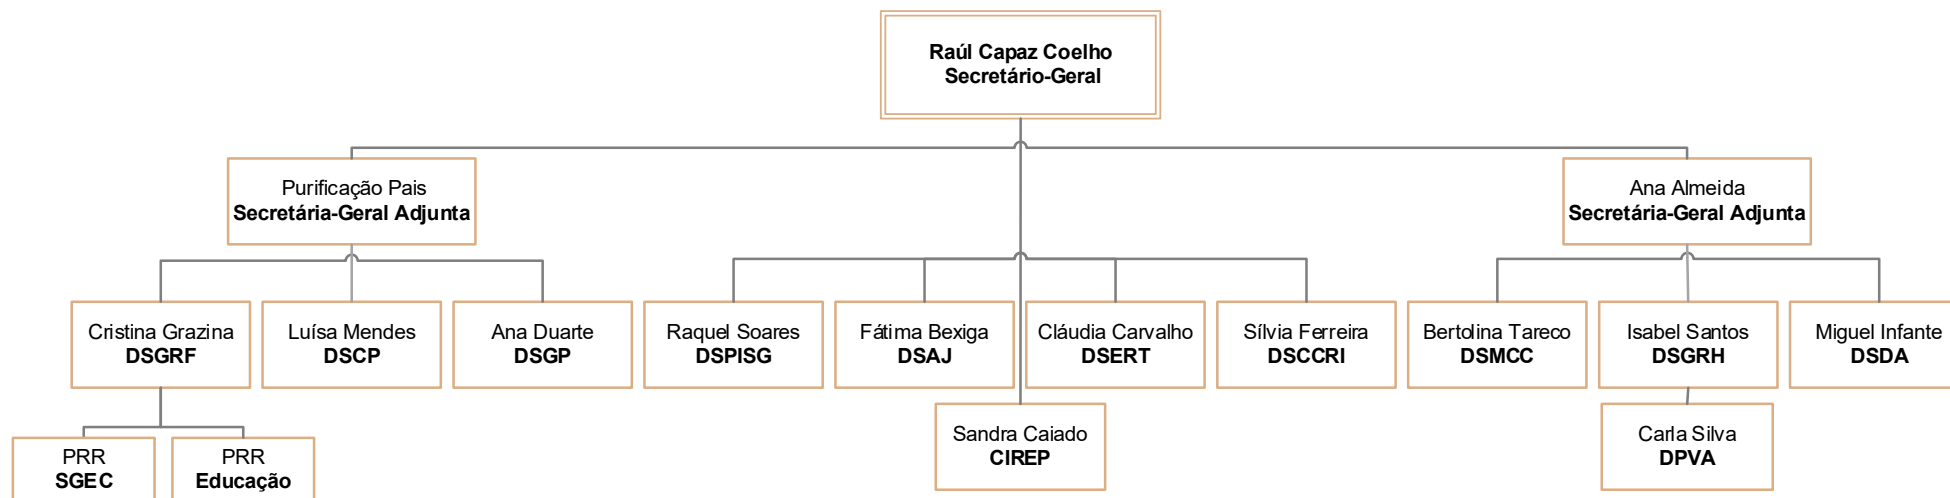 Raúl Capaz Coelho
Secretário-Geral
Purificação Pais
Secretária-Geral Adjunta
Ana Almeida
Secretária-Geral Adjunta
Cristina Grazina
DSGRF
Luísa Mendes
DSCP
Ana Duarte
DSGP
Raquel Soares
DSPISG
Fátima Bexiga
DSAJ
Cláudia Carvalho
DSERT
Sílvia Ferreira
DSCCRI
Bertolina Tareco
DSMCC
Isabel Santos
DSGRH
Miguel Infante
DSDA
Sandra Caiado
CIREP
Carla Silva
DPVA
PRR
SGEC
PRR
Educação